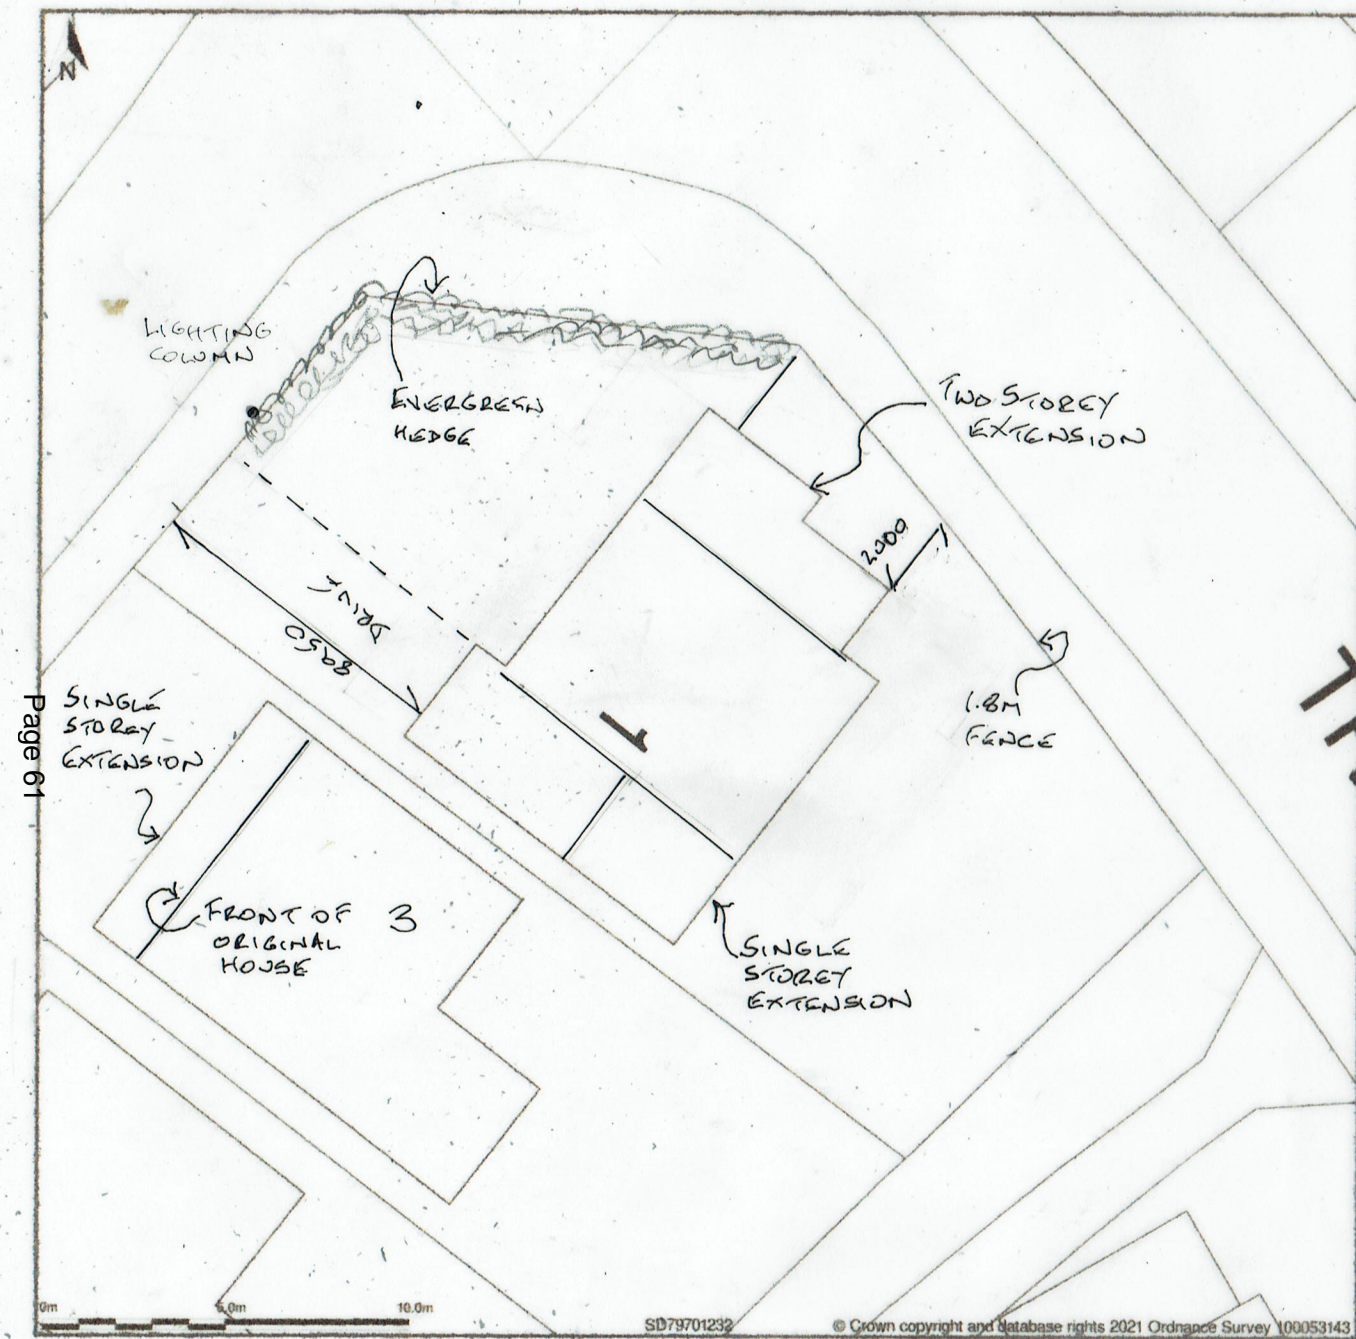 N
LIGHTING
COLUMN
EVERGREEN
HEDGE
TWO STOREY
EXTENSION
2000
DRIVE
8950
1.8M
FENCE
SINGLE
STOREY
EXTENSION
1
FRONT OF
ORIGINAL
HOUSE
3
SINGLE
STOREY
EXTENSION
Page 61
0m
5.0m
10.0m
SD79701232
© Crown copyright and database rights 2021 Ordnance Survey 100053143